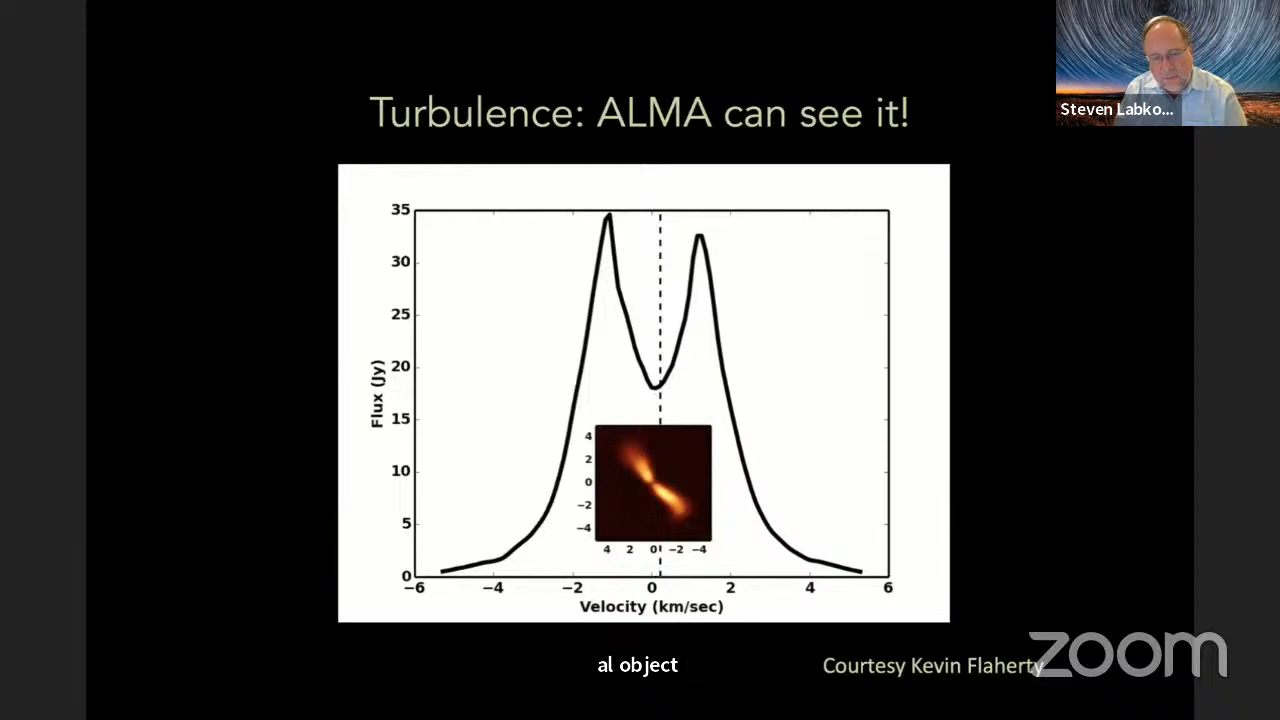 Turbulence: ALMA can see it!
Steven Labko...
35
30
25
20
15
10
5
0
Flux (Jy)
4
2
0
−2
−4
4 2 0 −2 −4
−6 −4 −2 0 2 4 6
Velocity (km/sec)
al object
Courtesy Kevin Flaherty
zoom